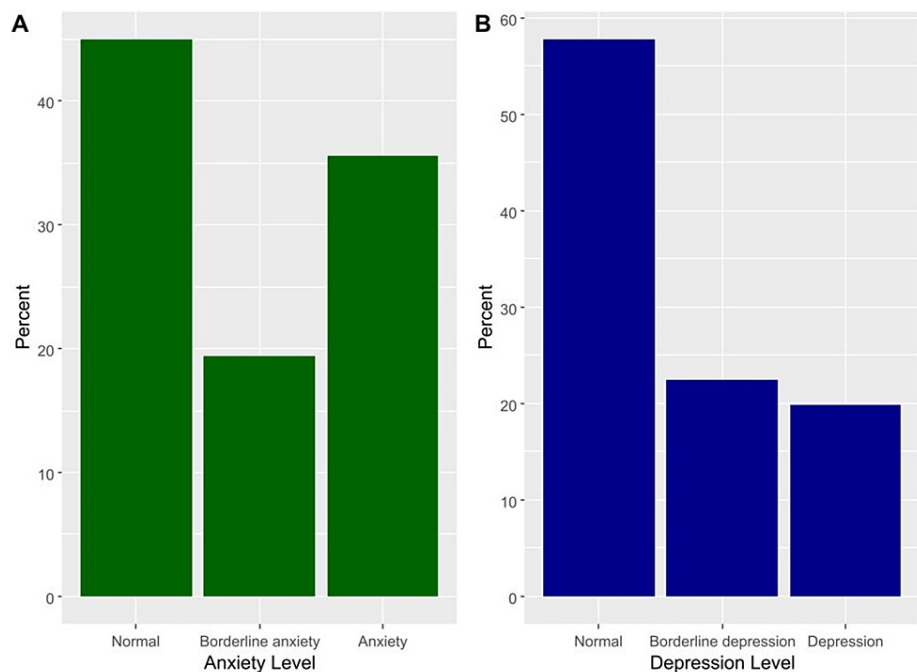 A
Percent
40
30
20
10
0
Normal
Borderline anxiety
Anxiety
Anxiety Level
B
Percent
60
50
40
30
20
10
0
Normal
Borderline depression
Depression
Depression Level